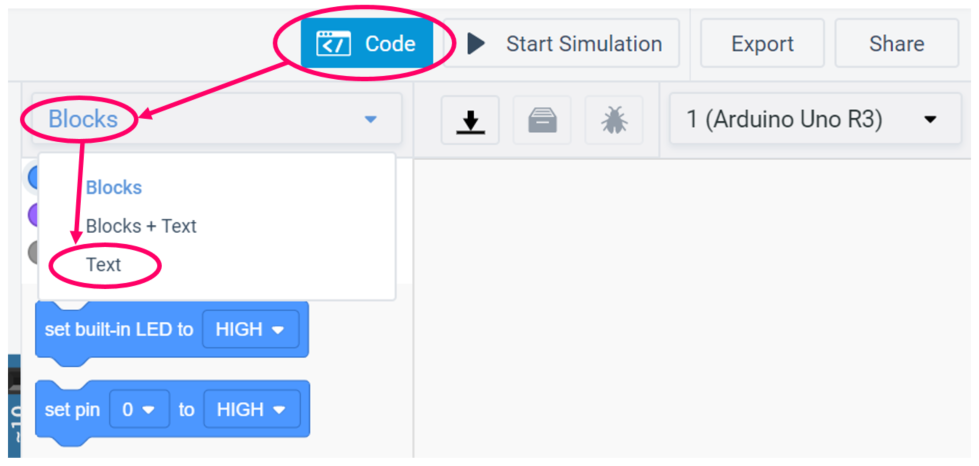 Code
Start Simulation
Export
Share
Blocks
1 (Arduino Uno R3)
Blocks
Blocks + Text
Text
set built-in LED to HIGH
set pin 0 to HIGH
~10